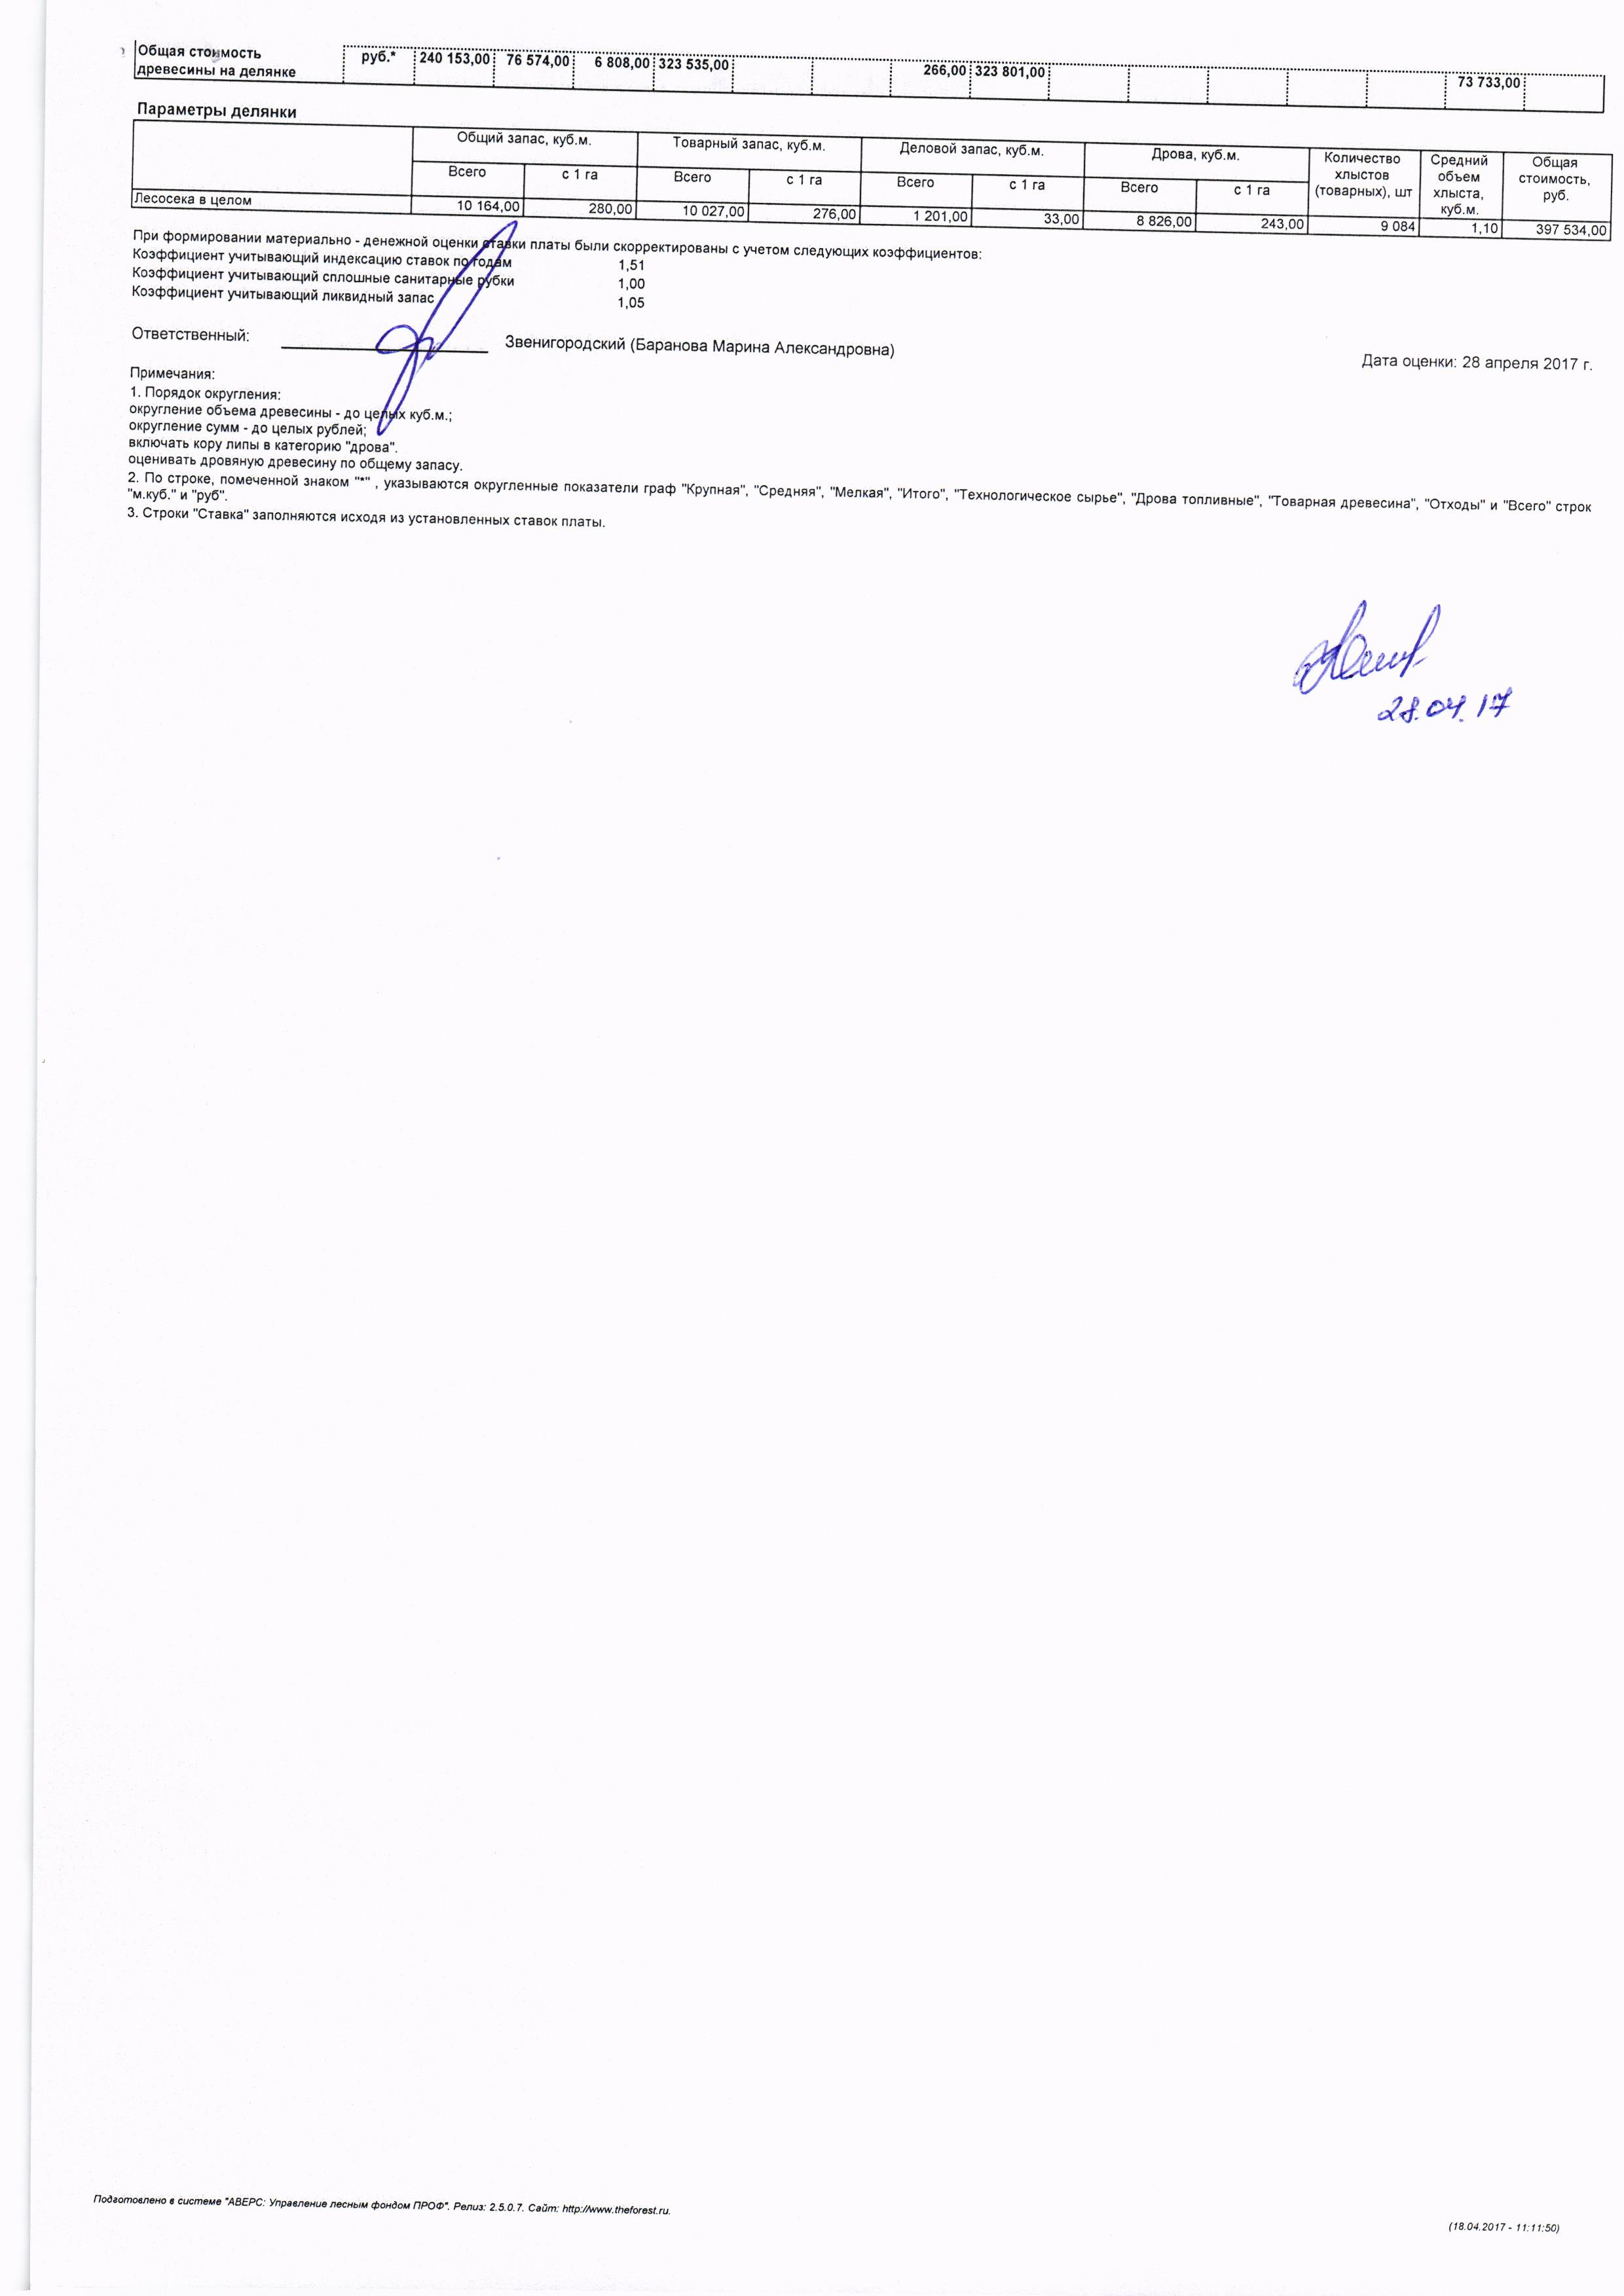 Общая стоимость древесины на делянке руб.* 240 153,00 76 574,00 6 808,00 323 535,00 266,00 323 801,00 73 733,00
Параметры делянки
Общий запас, куб.м. Товарный запас, куб.м. Деловой запас, куб.м. Дрова, куб.м. Количество хлыстов (товарных), шт Средний объем хлыста, куб.м. Общая стоимость, руб.
Всего с 1 га Всего с 1 га Всего с 1 га Всего с 1 га
Лесосека в целом 10 164,00 280,00 10 027,00 276,00 1 201,00 33,00 8 826,00 243,00 9 084 1,10 397 534,00
При формировании материально - денежной оценки ставки платы были скорректированы с учетом следующих коэффициентов:
Коэффициент учитывающий индексацию ставок по годам 1,51
Коэффициент учитывающий сплошные санитарные рубки 1,00
Коэффициент учитывающий ликвидный запас 1,05
Ответственный: Звенигородский (Баранова Марина Александровна)
Дата оценки: 28 апреля 2017 г.
Примечания:
1. Порядок округления:
округление объема древесины - до целых куб.м.;
округление сумм - до целых рублей;
включать кору липы в категорию "дрова".
оценивать дровяную древесину по общему запасу.
2. По строке, помеченной знаком "*" , указываются округленные показатели граф "Крупная", "Средняя", "Мелкая", "Итого", "Технологическое сырье", "Дрова топливные", "Товарная древесина", "Отходы" и "Всего" строк
"м.куб." и "руб".
3. Строки "Ставка" заполняются исходя из установленных ставок платы.
28.04.17
Подготовлено в системе "АВЕРС: Управление лесным фондом ПРОФ". Релиз: 2.5.0.7. Сайт: http://www.theforest.ru.
(18.04.2017 - 11:11:50)